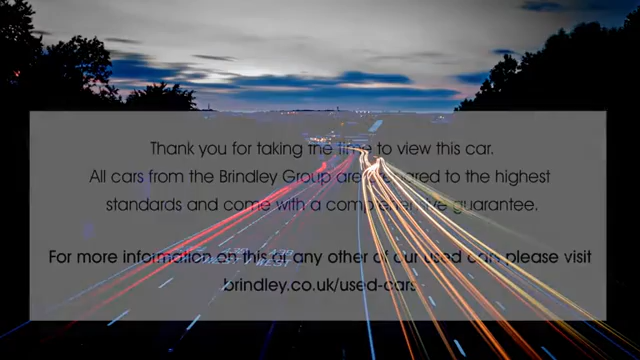 Thank you for taking the time to view this car.
All cars from the Brindley Group are prepared to the highest
standards and come with a comprehensive guarantee.
For more information on this or any other of our used cars please visit
brindley.co.uk/used-cars
WEST